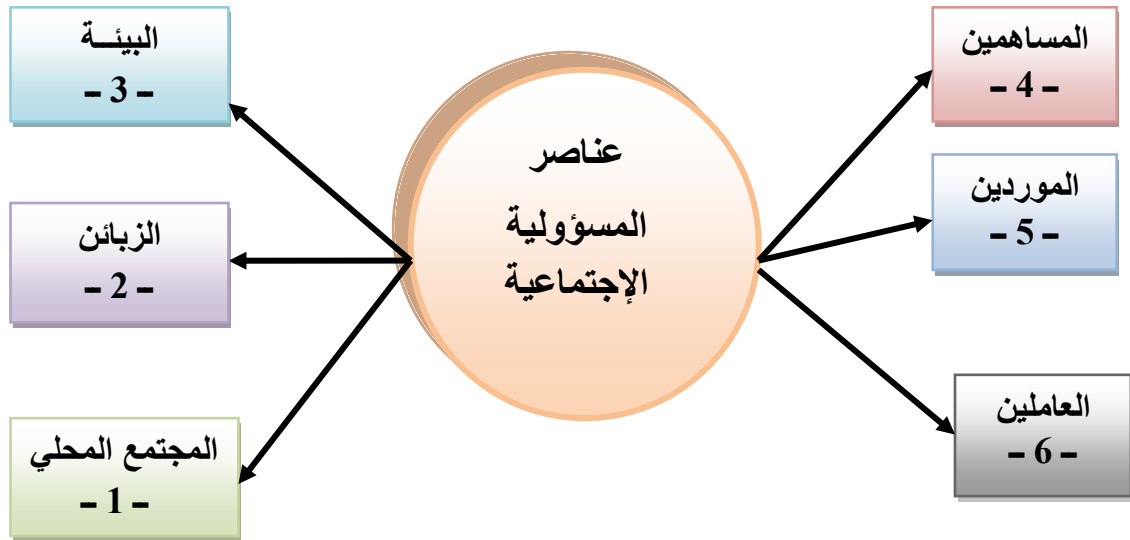 المساهمين
- 4 -
الموردين
- 5 -
العاملين
- 6 -
عناصر
المسؤولية
الإجتماعية
البيئــة
- 3 -
الزبائن
- 2 -
المجتمع المحلي
- 1 -